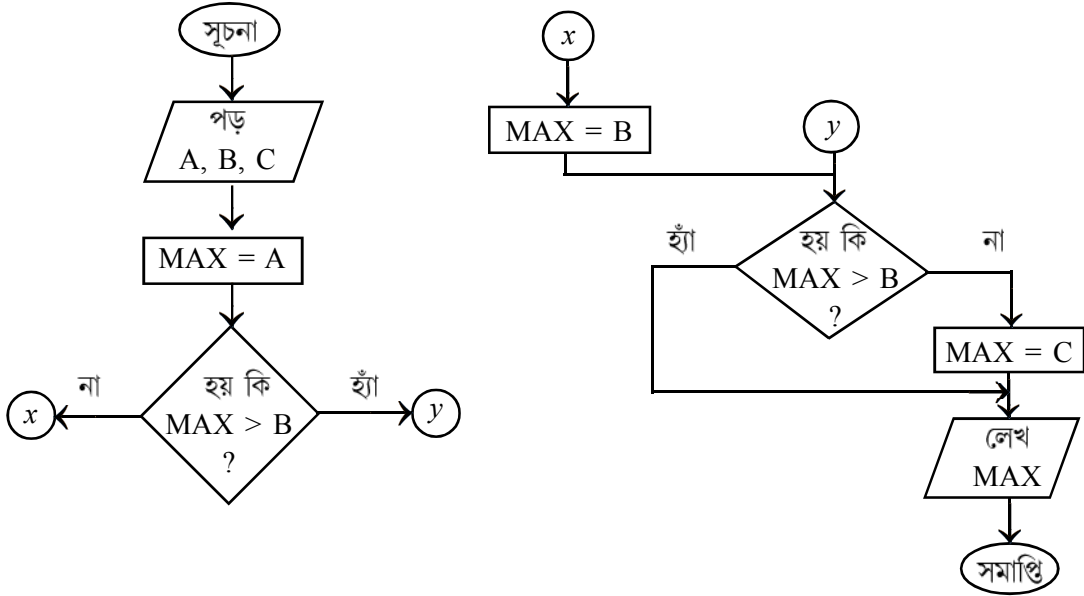 সূচনা
পড়
A, B, C
MAX = A
হয় কি
MAX > B
?
না
হ্যাঁ
x
y
x
MAX = B
y
হয় কি
MAX > B
?
হ্যাঁ
না
MAX = C
লেখ
MAX
সমাপ্তি